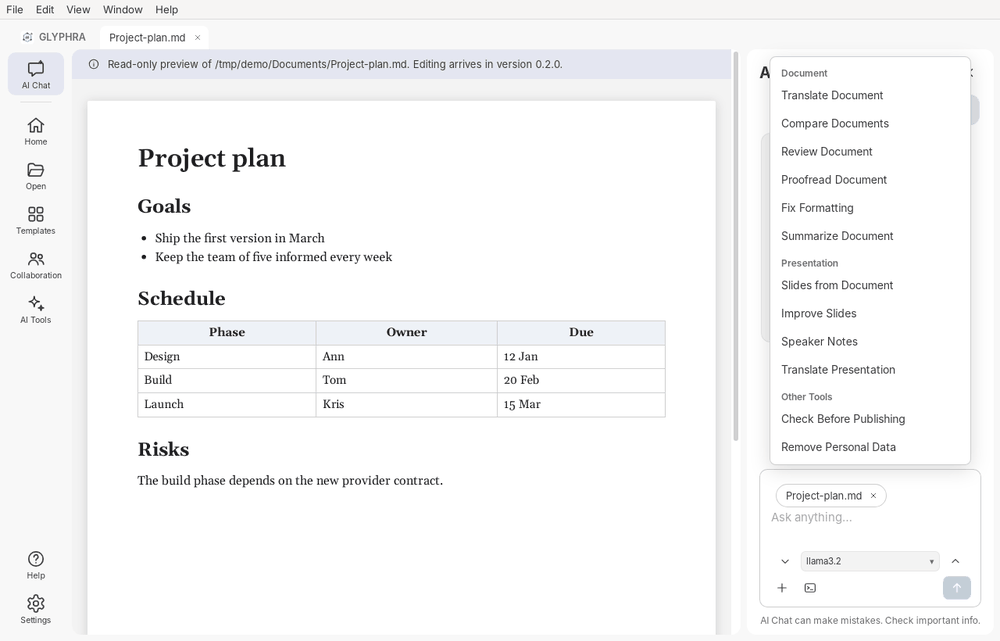 File Edit View Window Help
GLYPHRA Project-plan.md ×
AI Chat
Home
Open
Templates
Collaboration
AI Tools
Help
Settings
Read-only preview of /tmp/demo/Documents/Project-plan.md. Editing arrives in version 0.2.0.
Project plan
Goals
• Ship the first version in March
• Keep the team of five informed every week
Schedule
Phase Owner Due
Design Ann 12 Jan
Build Tom 20 Feb
Launch Kris 15 Mar
Risks
The build phase depends on the new provider contract.
Document
Translate Document
Compare Documents
Review Document
Proofread Document
Fix Formatting
Summarize Document
Presentation
Slides from Document
Improve Slides
Speaker Notes
Translate Presentation
Other Tools
Check Before Publishing
Remove Personal Data
Project-plan.md ×
Ask anything...
llama3.2
AI Chat can make mistakes. Check important info.